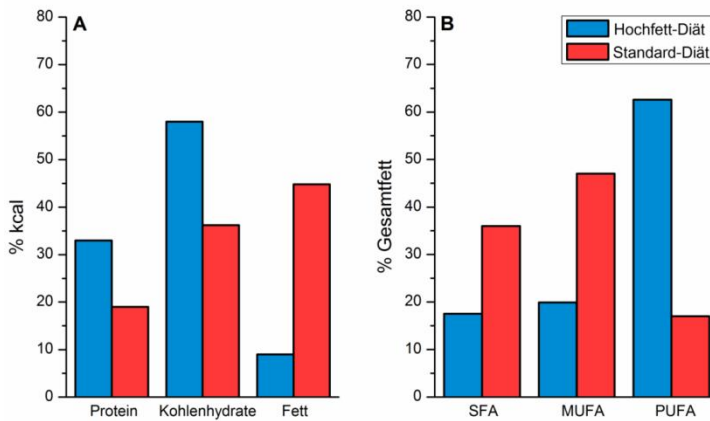 A
% kcal
80
70
60
50
40
30
20
10
0
Protein Kohlenhydrate Fett
B
Hochfett-Diät
Standard-Diät
% Gesamtfett
80
70
60
50
40
30
20
10
0
SFA MUFA PUFA